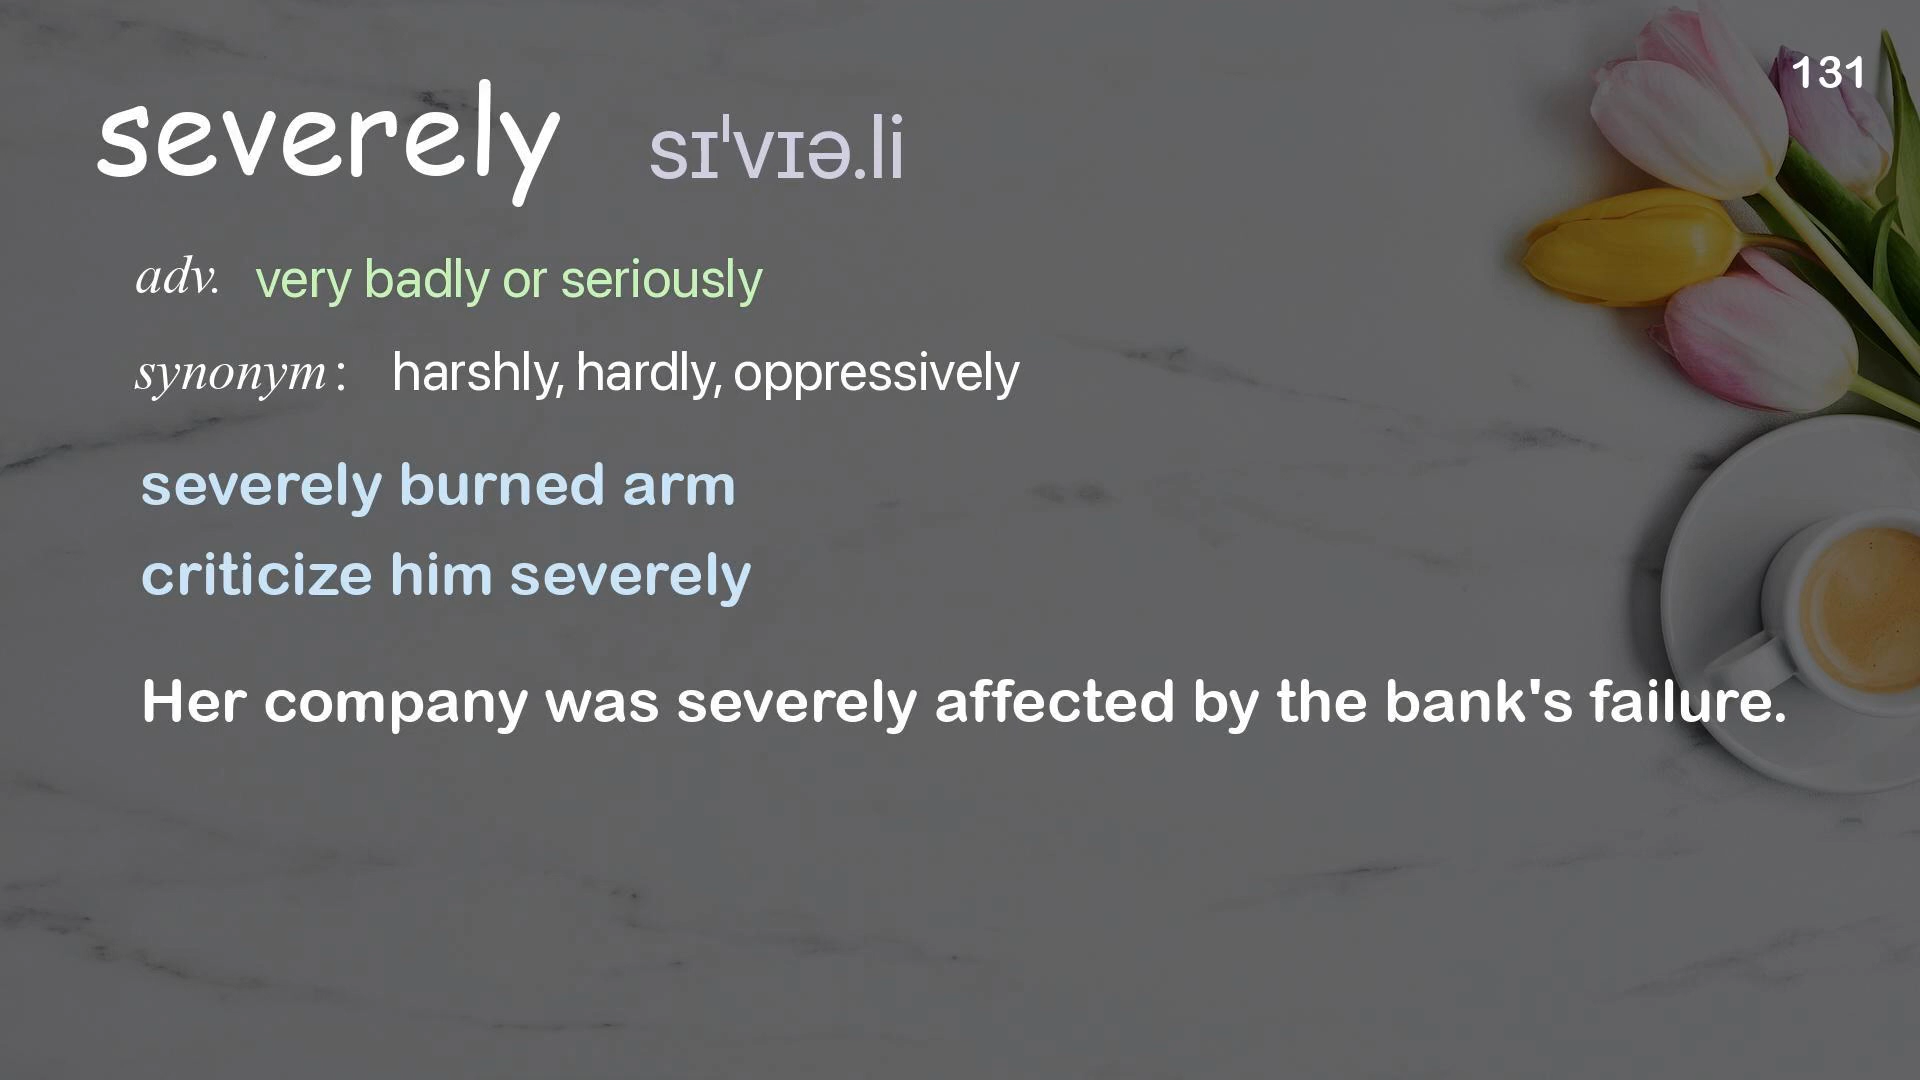 131
severely sɪˈvɪə.li
adv. very badly or seriously
synonym : harshly, hardly, oppressively
severely burned arm
criticize him severely
Her company was severely affected by the bank's failure.